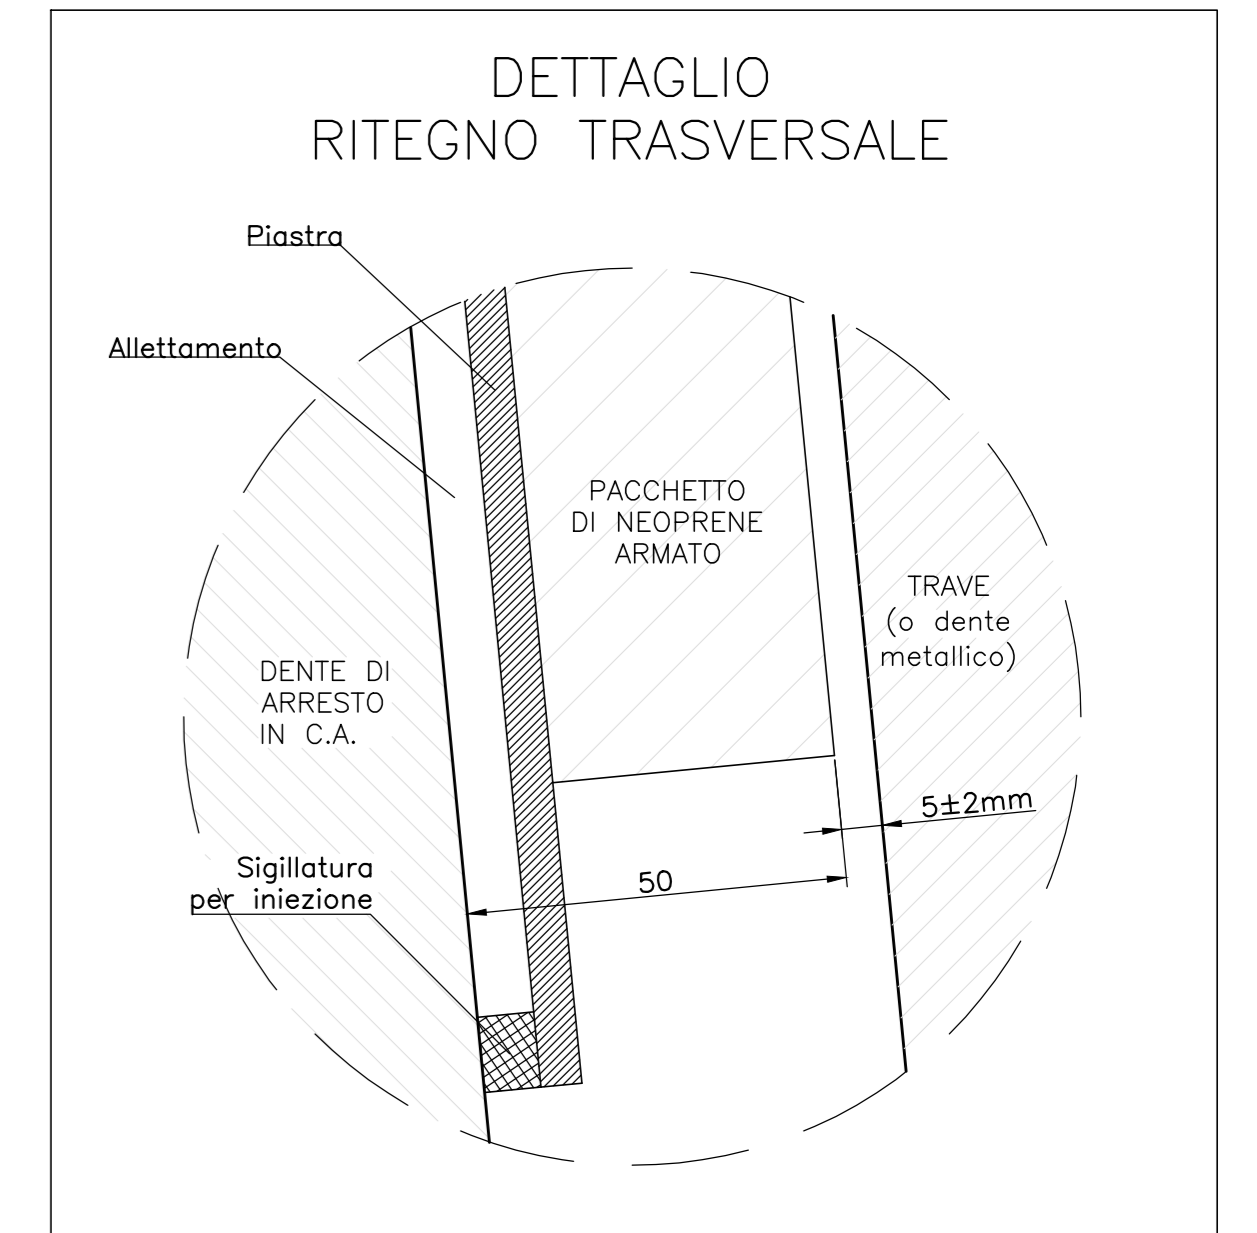 DETTAGLIO
RITEGNO TRASVERSALE
Piastra
Allettamento
PACCHETTO
DI NEOPRENE
ARMATO
TRAVE
(o dente
metallico)
DENTE DI
ARRESTO
IN C.A.
5±2mm
50
Sigillatura
per iniezione